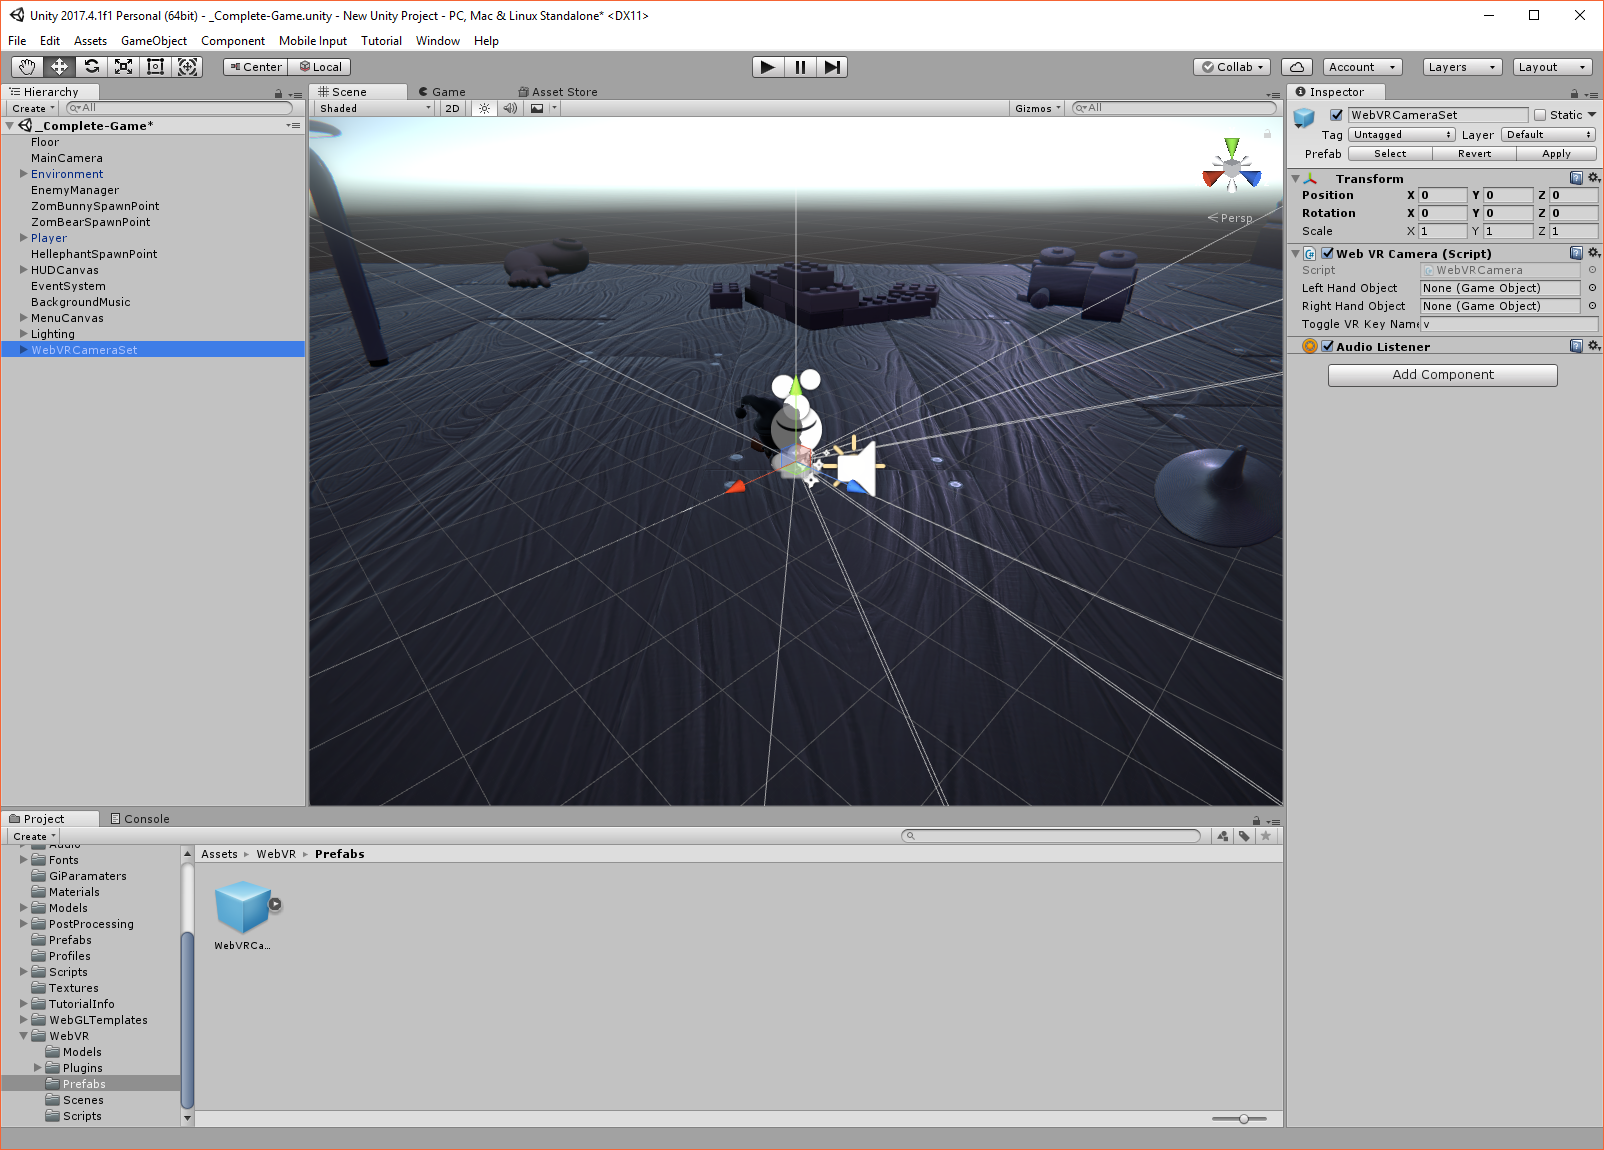 Unity 2017.4.1f1 Personal (64bit) - _Complete-Game.unity - New Unity Project - PC, Mac & Linux Standalone* <DX11>
File Edit Assets GameObject Component Mobile Input Tutorial Window Help
Center Local Collab Account Layers Layout
Hierarchy
Create All
_Complete-Game*
Floor
MainCamera
Environment
EnemyManager
ZomBunnySpawnPoint
ZomBearSpawnPoint
Player
HellephantSpawnPoint
HUDCanvas
EventSystem
BackgroundMusic
MenuCanvas
Lighting
WebVRCameraSet
Scene Game Asset Store
Shaded 2D Gizmos All
Persp
Inspector
WebVRCameraSet Static
Tag Untagged Layer Default
Prefab Select Revert Apply
Transform
Position X 0 Y 0 Z 0
Rotation X 0 Y 0 Z 0
Scale X 1 Y 1 Z 1
Web VR Camera (Script)
Script WebVRCamera
Left Hand Object None (Game Object)
Right Hand Object None (Game Object)
Toggle VR Key Name v
Audio Listener
Add Component
Project Console
Create
Audio
Fonts
GiParamaters
Materials
Models
PostProcessing
Prefabs
Profiles
Scripts
Textures
TutorialInfo
WebGLTemplates
WebVR
Models
Plugins
Prefabs
Scenes
Scripts
Assets WebVR Prefabs
WebVRCa...